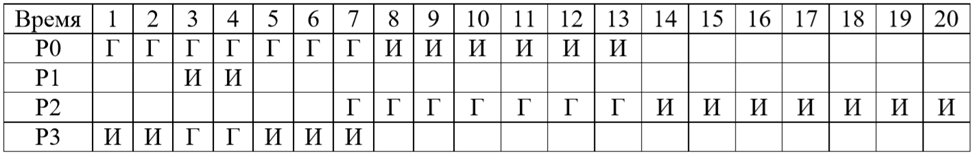 Время 1 2 3 4 5 6 7 8 9 10 11 12 13 14 15 16 17 18 19 20
P0 Г Г Г Г Г Г Г И И И И И И
P1 И И
P2 Г Г Г Г Г Г Г И И И И И И И
P3 И И Г Г И И И